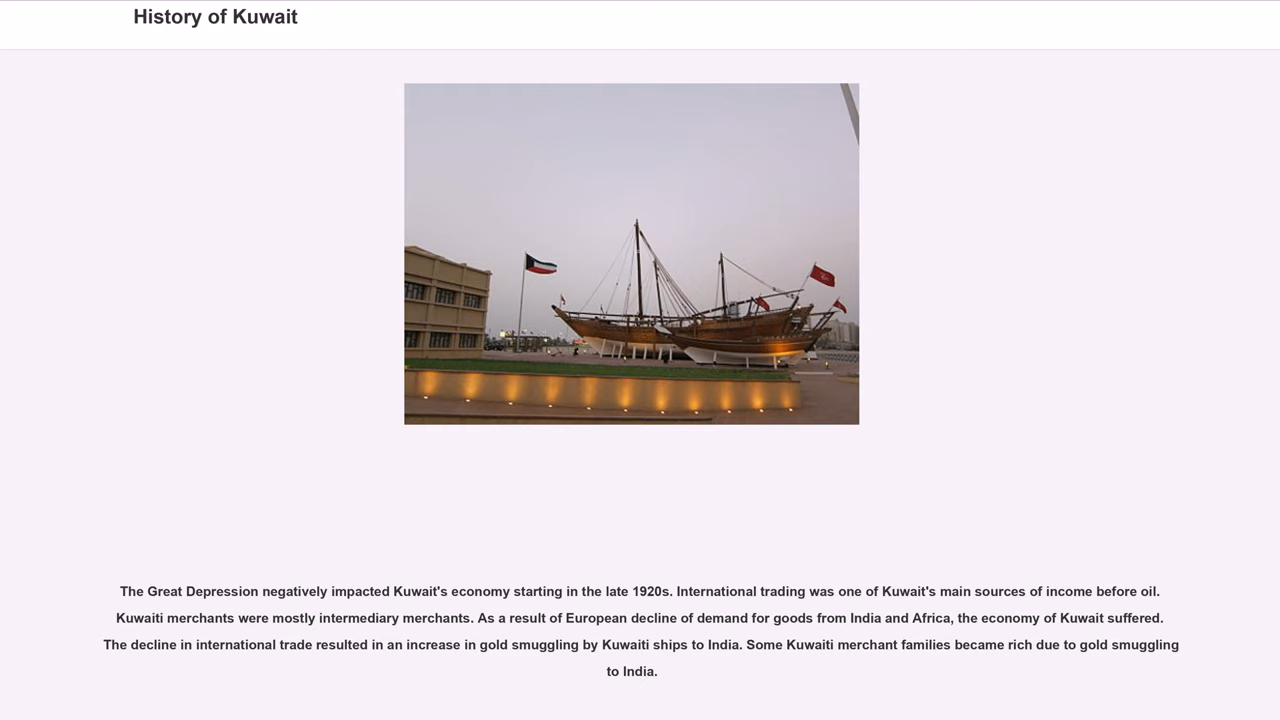 History of Kuwait
The Great Depression negatively impacted Kuwait's economy starting in the late 1920s. International trading was one of Kuwait's main sources of income before oil.
Kuwaiti merchants were mostly intermediary merchants. As a result of European decline of demand for goods from India and Africa, the economy of Kuwait suffered.
The decline in international trade resulted in an increase in gold smuggling by Kuwaiti ships to India. Some Kuwaiti merchant families became rich due to gold smuggling
to India.